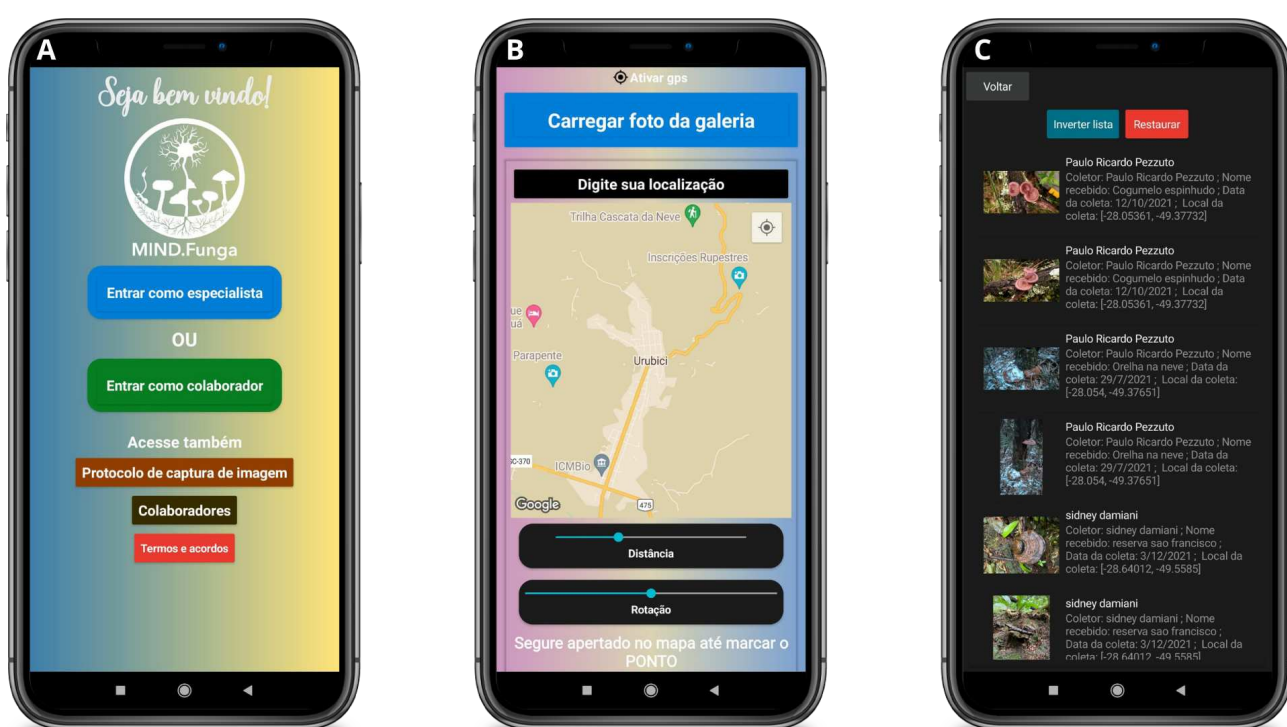 A
Seja bem vindo!
MIND.Funga
Entrar como especialista
OU
Entrar como colaborador
Acesse também
Protocolo de captura de imagem
Colaboradores
Termos e acordos
B
Ativar gps
Carregar foto da galeria
Digite sua localização
Trilha Cascata da Neve
Inscrições Rupestres
ue
uá
Parapente
Urubici
SC-370
ICMBio
Google
475
Distância
Rotação
Segure apertado no mapa até marcar o
PONTO
C
Voltar
Inverter lista
Restaurar
Paulo Ricardo Pezzuto
Coletor: Paulo Ricardo Pezzuto ; Nome
recebido: Cogumelo espinhudo ; Data
da coleta: 12/10/2021 ; Local da
coleta: [-28.05361, -49.37732]
Paulo Ricardo Pezzuto
Coletor: Paulo Ricardo Pezzuto ; Nome
recebido: Cogumelo espinhudo ; Data
da coleta: 12/10/2021 ; Local da
coleta: [-28.05361, -49.37732]
Paulo Ricardo Pezzuto
Coletor: Paulo Ricardo Pezzuto ; Nome
recebido: Orelha na neve ; Data da
coleta: 29/7/2021 ; Local da coleta:
[-28.054, -49.37651]
Paulo Ricardo Pezzuto
Coletor: Paulo Ricardo Pezzuto ; Nome
recebido: Orelha na neve ; Data da
coleta: 29/7/2021 ; Local da coleta:
[-28.054, -49.37651]
sidney damiani
Coletor: sidney damiani ; Nome
recebido: reserva sao francisco ;
Data da coleta: 3/12/2021 ; Local da
coleta: [-28.64012, -49.5585]
sidney damiani
Coletor: sidney damiani ; Nome
recebido: reserva sao francisco ;
Data da coleta: 3/12/2021 ; Local da
coleta: [-28.64012, -49.5585]